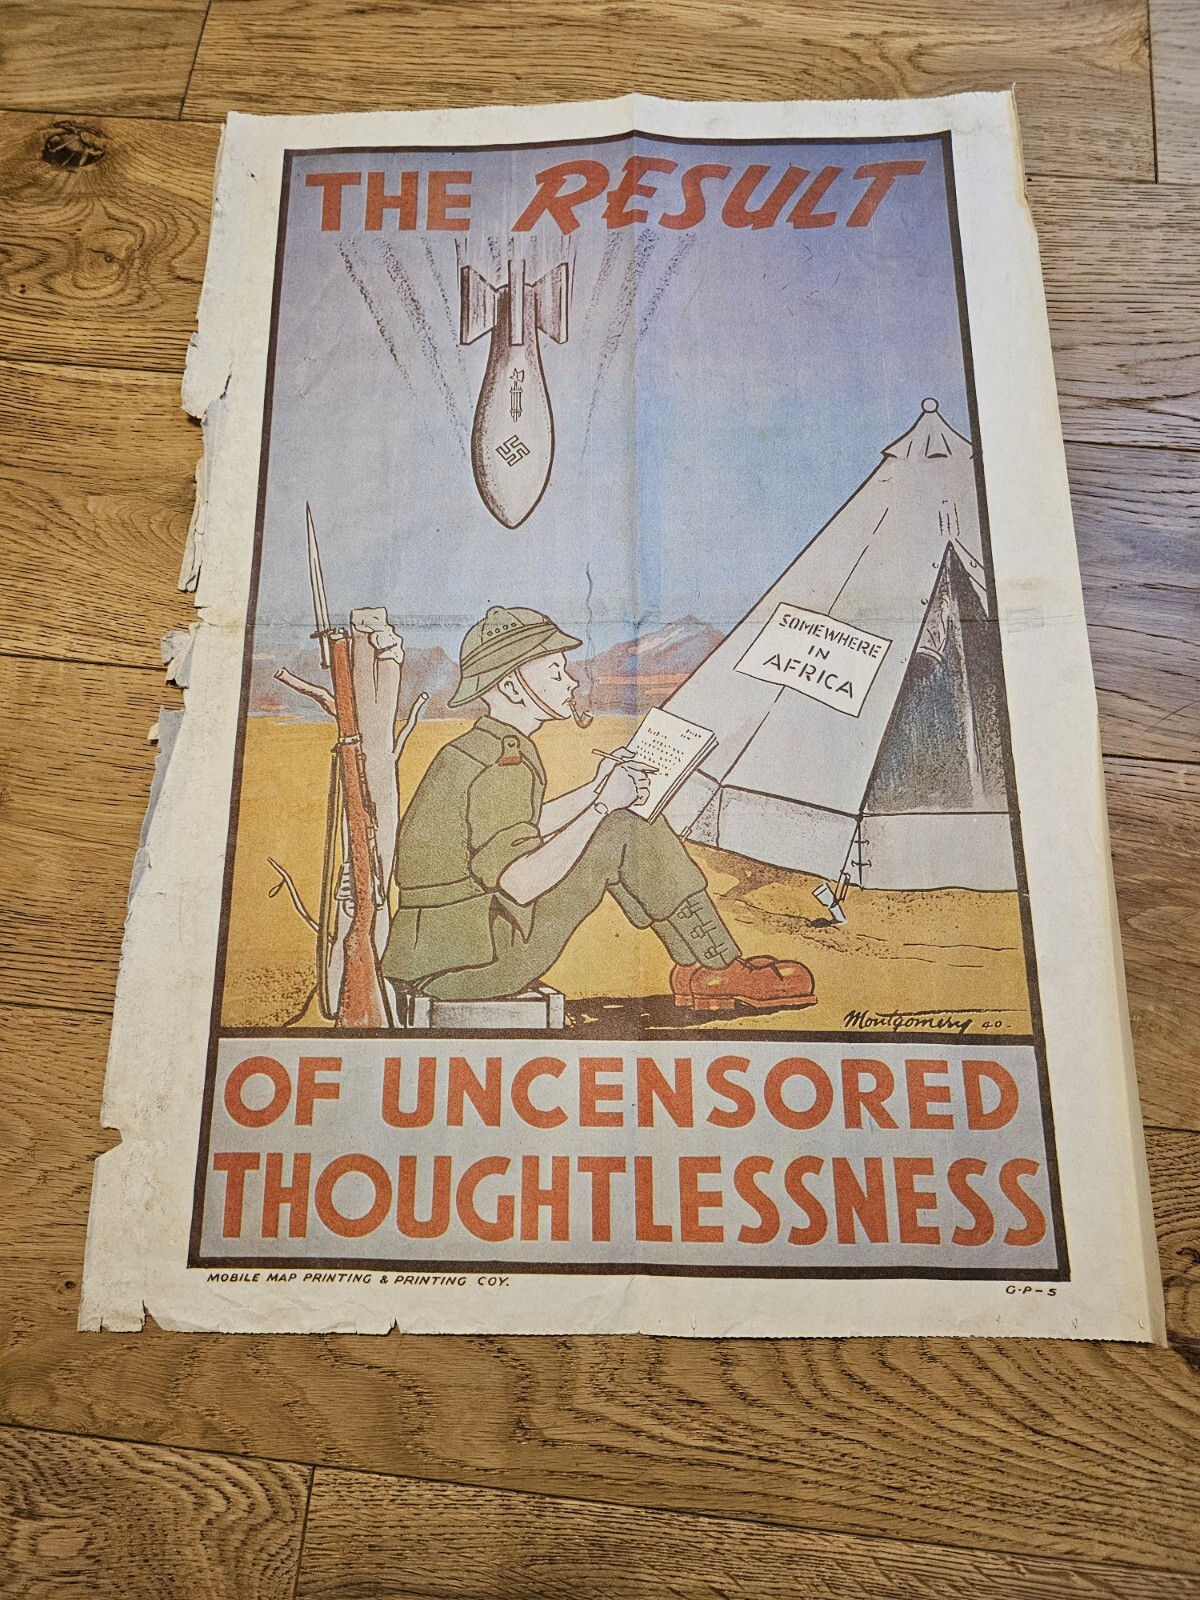 THE RESULT
SOMEWHERE
IN
AFRICA
Montgomery 40.
OF UNCENSORED
THOUGHTLESSNESS
MOBILE MAP PRINTING & PRINTING COY.
G.P-5